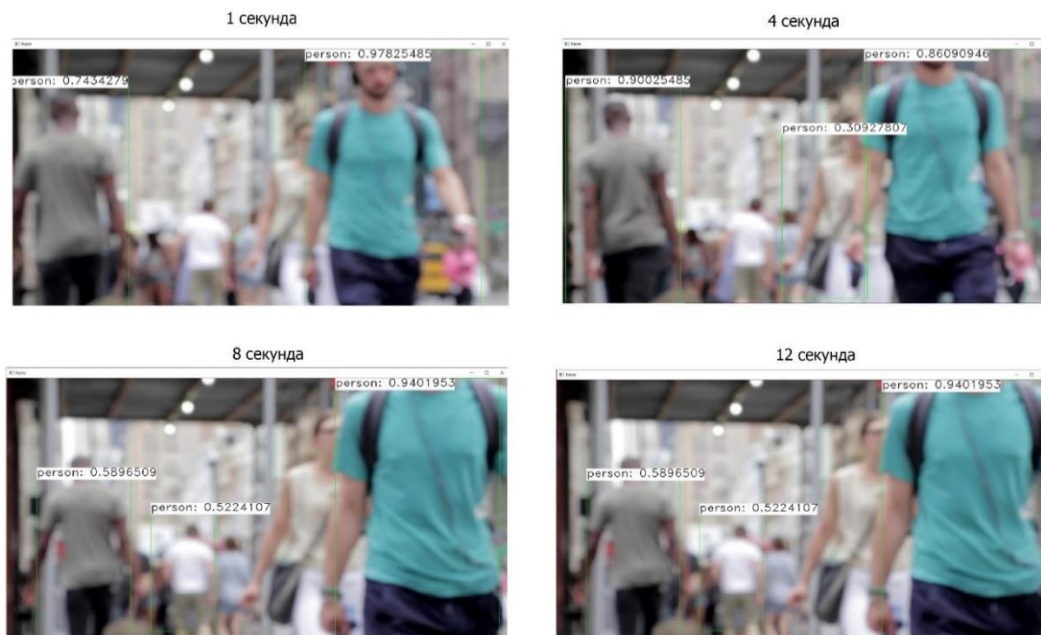 1 секунда
person: 0.97825485
person: 0.7434275
4 секунда
person: 0.86090946
person: 0.90025485
person: 0.30927807
8 секунда
person: 0.9401953
person: 0.5896509
person: 0.5224107
12 секунда
person: 0.9401953
person: 0.5896509
person: 0.5224107